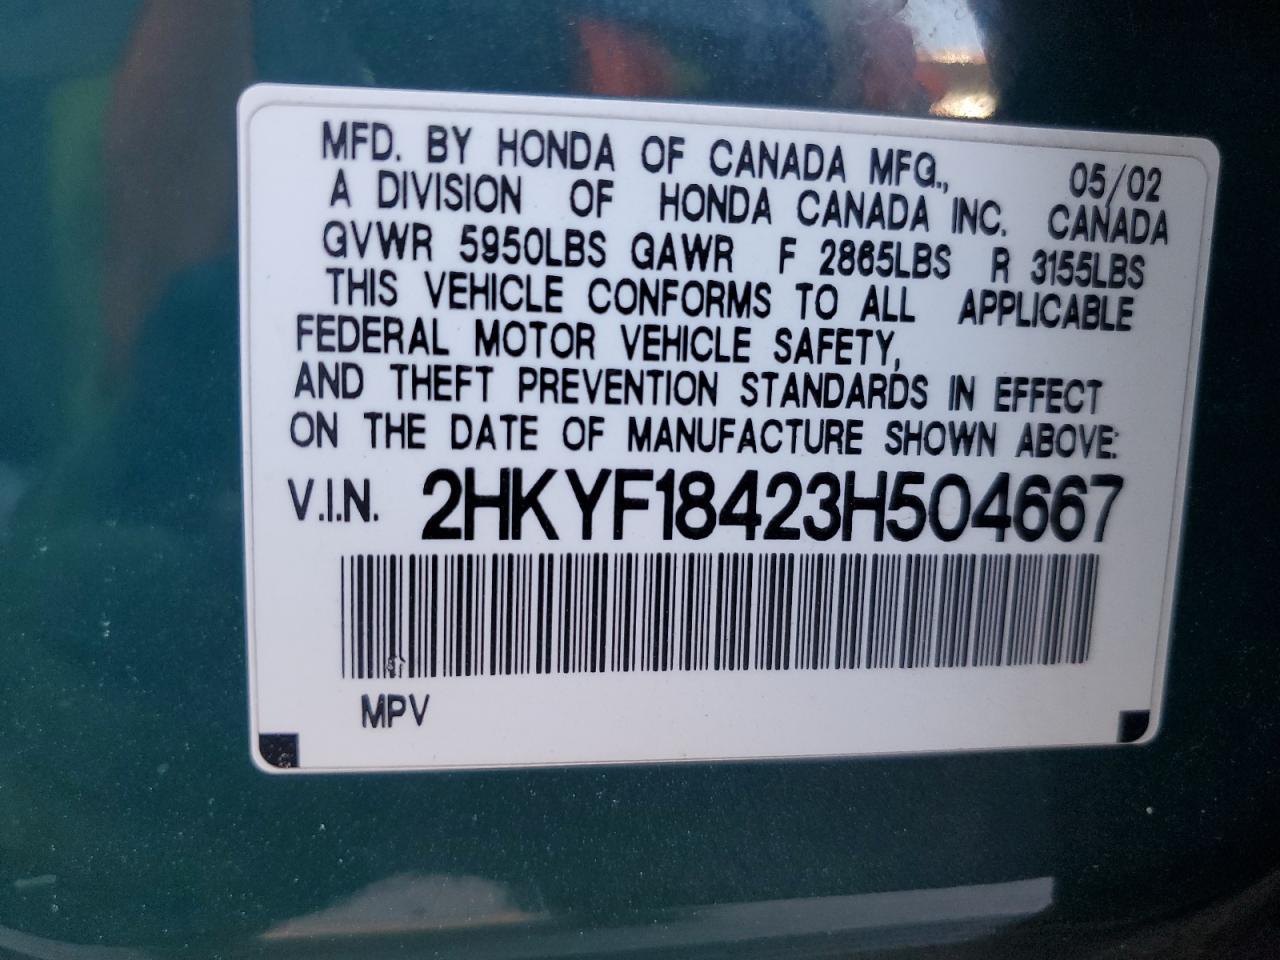 MFD. BY HONDA OF CANADA MFG., 05/02
A DIVISION OF HONDA CANADA INC. CANADA
GVWR 5950LBS GAWR F 2865LBS R 3155LBS
THIS VEHICLE CONFORMS TO ALL APPLICABLE
FEDERAL MOTOR VEHICLE SAFETY,
AND THEFT PREVENTION STANDARDS IN EFFECT
ON THE DATE OF MANUFACTURE SHOWN ABOVE:
V.I.N. 2HKYF18423H504667
MPV